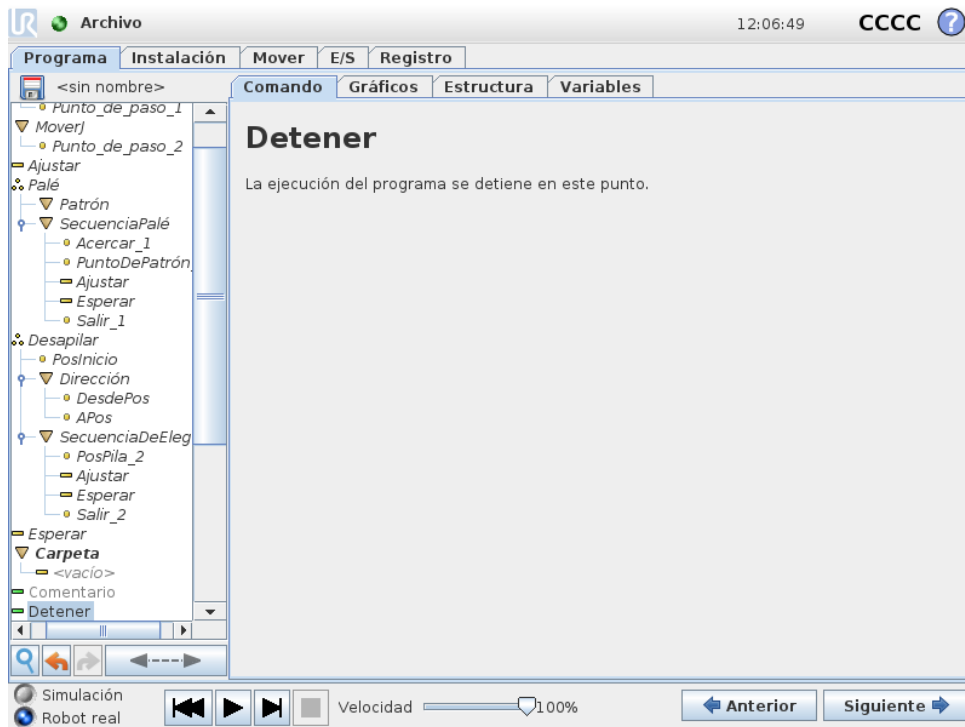 UR Archivo 12:06:49 CCCC ?
Programa Instalación Mover E/S Registro
<sin nombre> Comando Gráficos Estructura Variables
Punto_de_paso_1
MoverJ
Punto_de_paso_2
Ajustar
Palé
Patrón
SecuenciaPalé
Acercar_1
PuntoDePatrón_
Ajustar
Esperar
Salir_1
Desapilar
PosInicio
Dirección
DesdePos
APos
SecuenciaDeEleg
PosPila_2
Ajustar
Esperar
Salir_2
Esperar
Carpeta
<vacío>
Comentario
Detener
Detener
La ejecución del programa se detiene en este punto.
Simulación
Robot real
Velocidad 100%
Anterior Siguiente